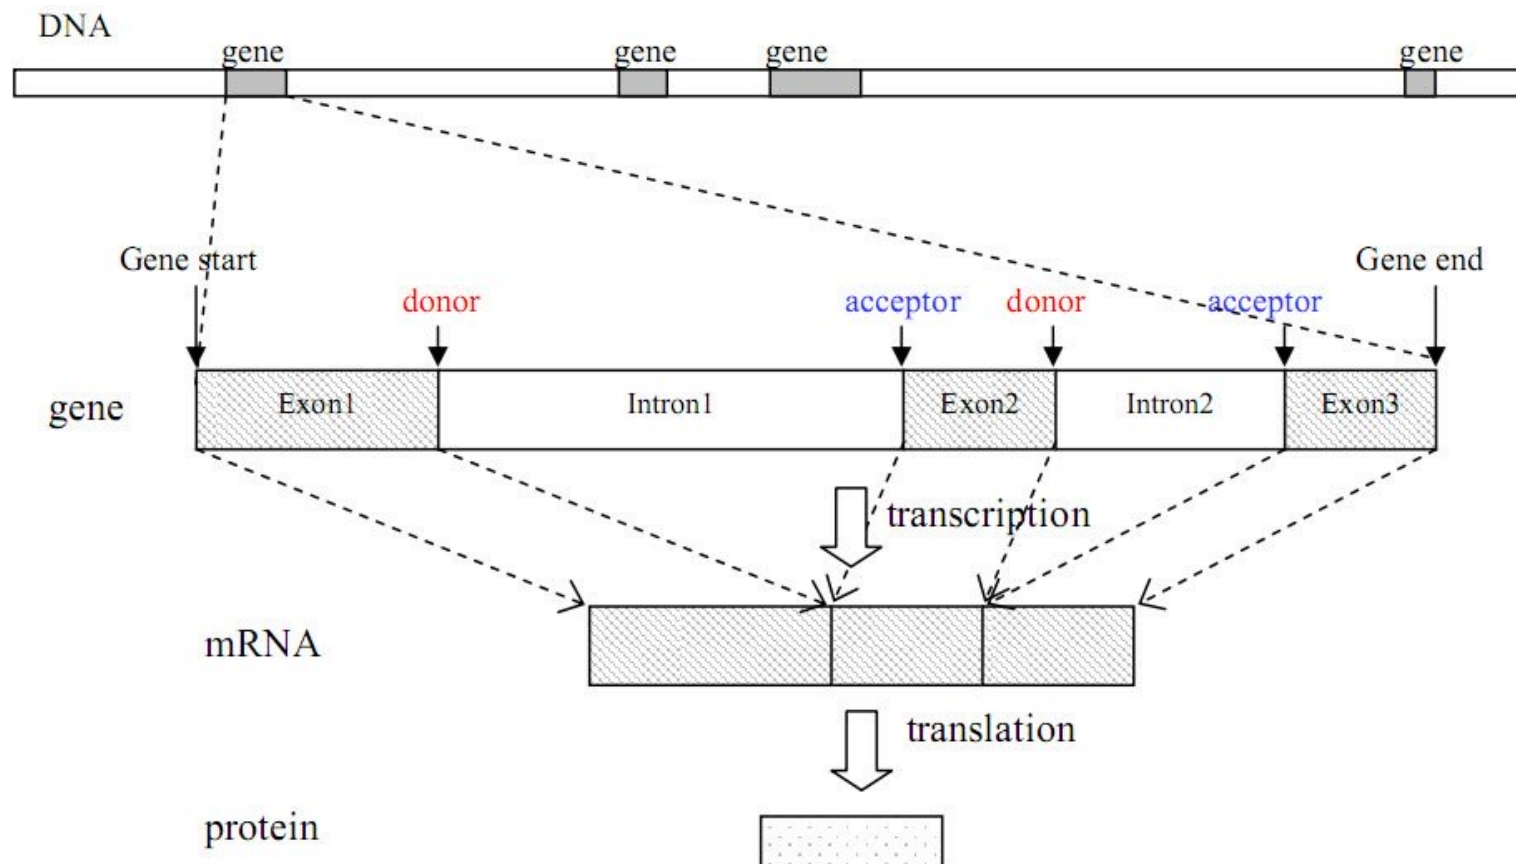 DNA
gene gene gene gene
Gene start Gene end
donor acceptor donor acceptor
gene Exon1 Intron1 Exon2 Intron2 Exon3
transcription
mRNA
translation
protein